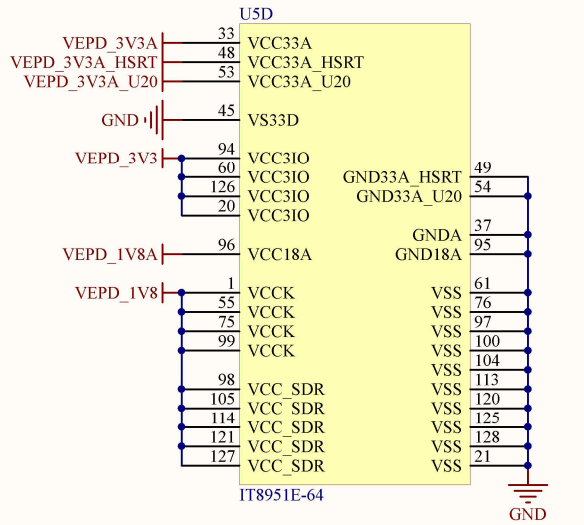 U5D
VEPD_3V3A 33 VCC33A
VEPD_3V3A_HSRT 48 VCC33A_HSRT
VEPD_3V3A_U20 53 VCC33A_U20
GND 45 VS33D
VEPD_3V3 94 VCC3IO
60 VCC3IO GND33A_HSRT 49
126 VCC3IO GND33A_U20 54
20 VCC3IO
GNDA 37
VEPD_1V8A 96 VCC18A GND18A 95
VEPD_1V8 1 VCCK VSS 61
55 VCCK VSS 76
75 VCCK VSS 97
99 VCCK VSS 100
VSS 104
98 VCC_SDR VSS 113
105 VCC_SDR VSS 120
114 VCC_SDR VSS 125
121 VCC_SDR VSS 128
127 VCC_SDR VSS 21
IT8951E-64
GND